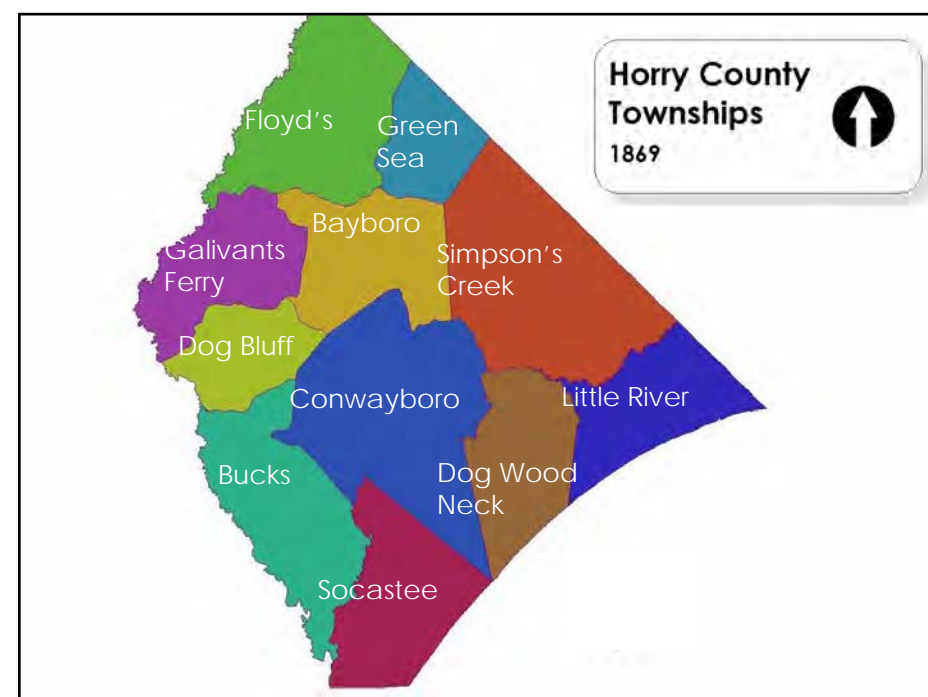 Horry County
Townships
1869
Floyd's
Green
Sea
Bayboro
Galivants
Ferry
Simpson's
Creek
Dog Bluff
Conwayboro
Little River
Bucks
Dog Wood
Neck
Socastee